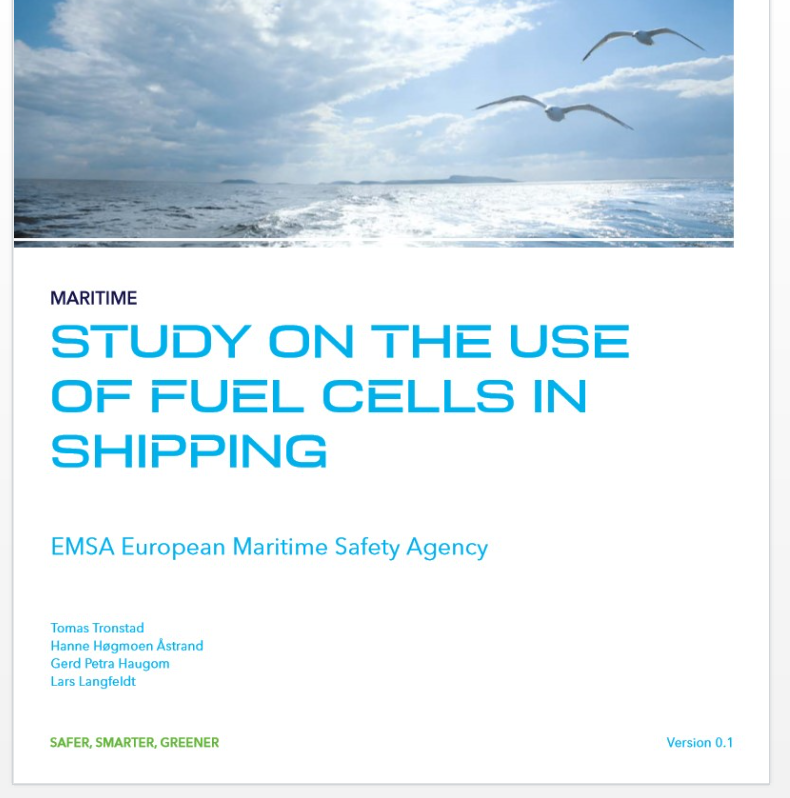 MARITIME
STUDY ON THE USE
OF FUEL CELLS IN
SHIPPING
EMSA European Maritime Safety Agency
Tomas Tronstad
Hanne Høgmoen Åstrand
Gerd Petra Haugom
Lars Langfeldt
SAFER, SMARTER, GREENER
Version 0.1